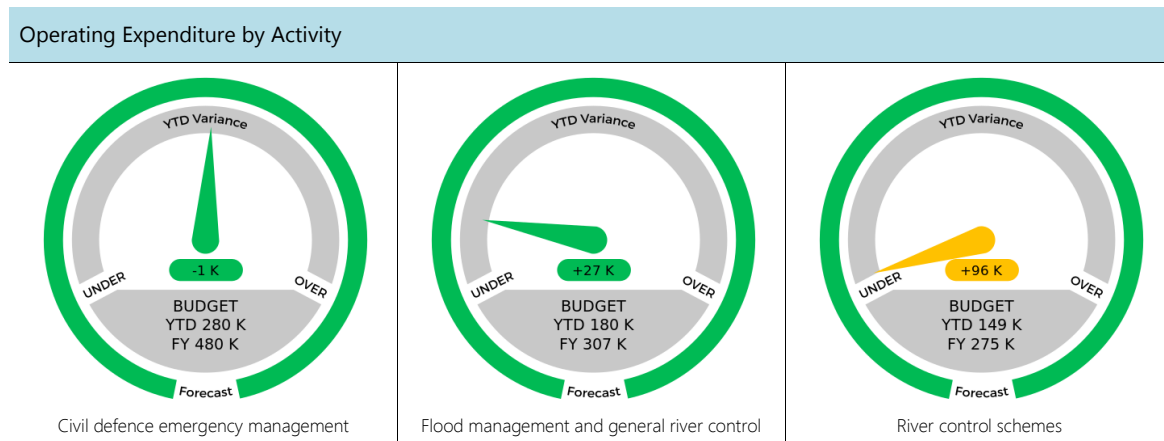 Operating Expenditure by Activity
YTD Variance
-1 K
UNDER
OVER
BUDGET
YTD 280 K
FY 480 K
Forecast
Civil defence emergency management
YTD Variance
+27 K
UNDER
OVER
BUDGET
YTD 180 K
FY 307 K
Forecast
Flood management and general river control
YTD Variance
+96 K
UNDER
OVER
BUDGET
YTD 149 K
FY 275 K
Forecast
River control schemes